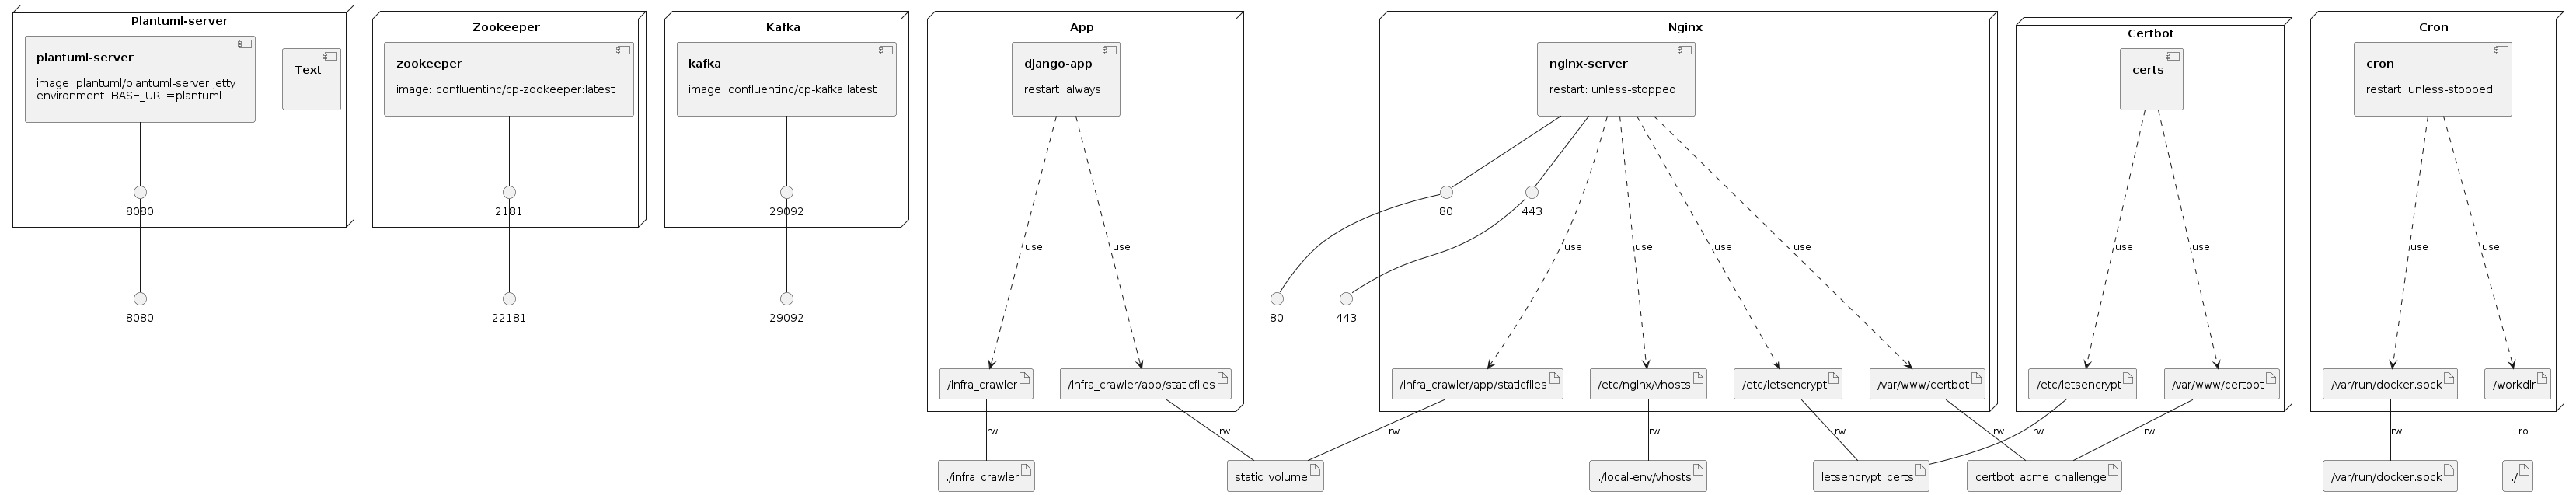 Plantuml-server
plantuml-server
image: plantuml/plantuml-server:jetty
environment: BASE_URL=plantuml
Text
8080
8080
Zookeeper
zookeeper
image: confluentinc/cp-zookeeper:latest
2181
22181
Kafka
kafka
image: confluentinc/cp-kafka:latest
29092
29092
App
django-app
restart: always
use
use
/infra_crawler
/infra_crawler/app/staticfiles
rw
rw
./infra_crawler
static_volume
Nginx
nginx-server
restart: unless-stopped
80
443
80
443
use
use
use
use
/infra_crawler/app/staticfiles
/etc/nginx/vhosts
/etc/letsencrypt
/var/www/certbot
rw
rw
rw
rw
./local-env/vhosts
letsencrypt_certs
certbot_acme_challenge
Certbot
certs
use
use
/etc/letsencrypt
/var/www/certbot
rw
rw
Cron
cron
restart: unless-stopped
use
use
/var/run/docker.sock
/workdir
rw
ro
/var/run/docker.sock
./